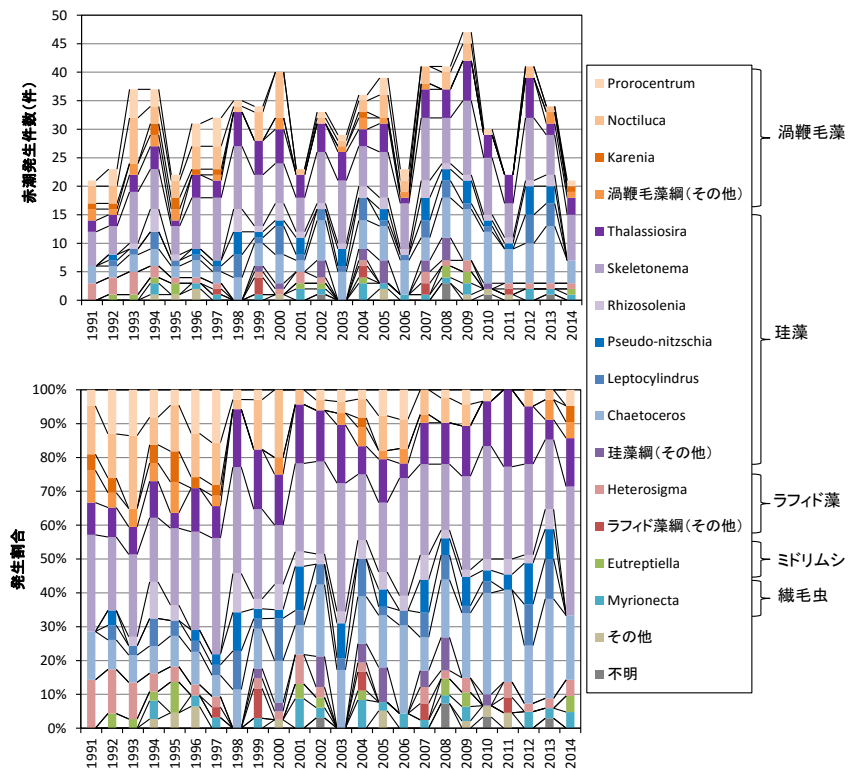 赤潮発生件数(件)
50
45
40
35
30
25
20
15
10
5
0
1991 1992 1993 1994 1995 1996 1997 1998 1999 2000 2001 2002 2003 2004 2005 2006 2007 2008 2009 2010 2011 2012 2013 2014
発生割合
100%
90%
80%
70%
60%
50%
40%
30%
20%
10%
0%
1991 1992 1993 1994 1995 1996 1997 1998 1999 2000 2001 2002 2003 2004 2005 2006 2007 2008 2009 2010 2011 2012 2013 2014
Prorocentrum
Noctiluca
Karenia
渦鞭毛藻綱(その他)
Thalassiosira
Skeletonema
Rhizosolenia
Pseudo-nitzschia
Leptocylindrus
Chaetoceros
珪藻綱(その他)
Heterosigma
ラフィド藻綱(その他)
Eutreptiella
Myrionecta
その他
不明
渦鞭毛藻
珪藻
ラフィド藻
ミドリムシ
繊毛虫